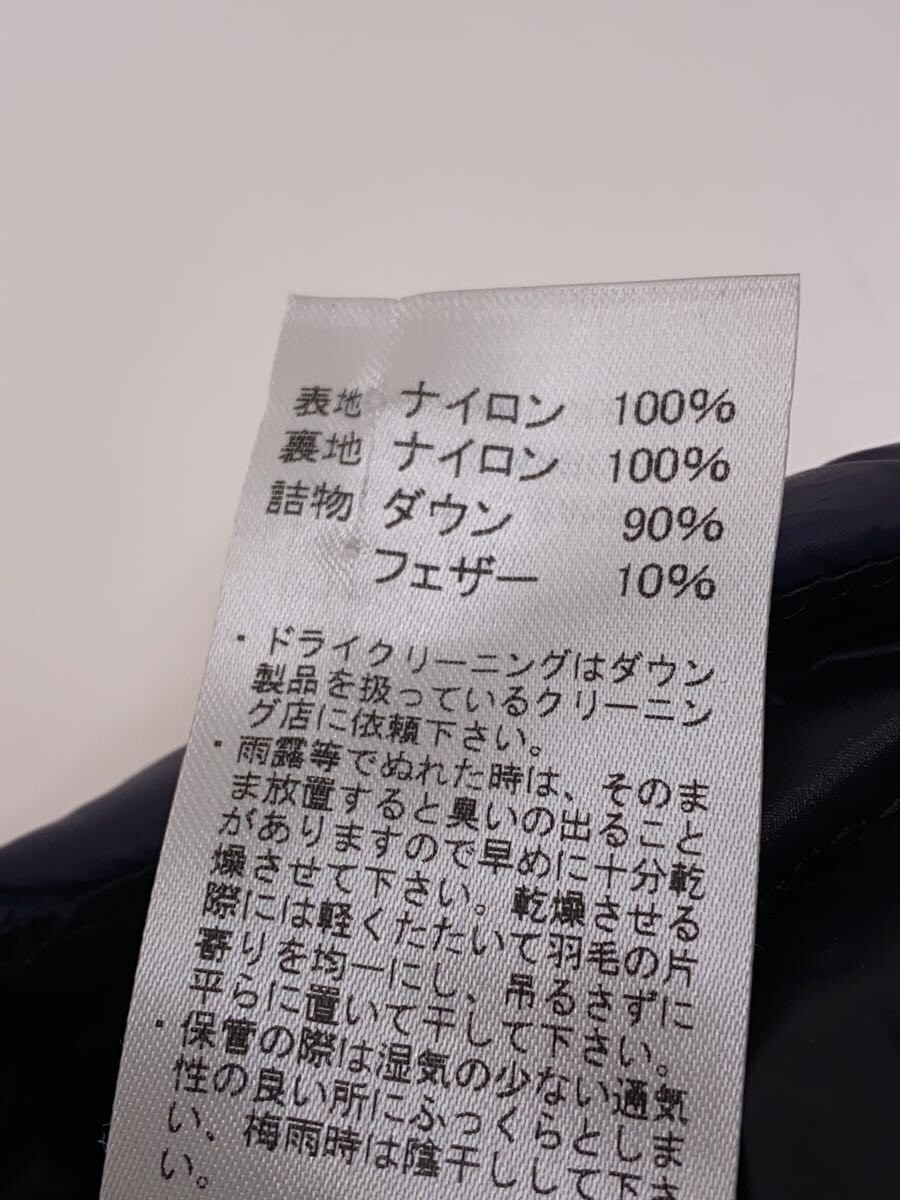 表地 ナイロン 100%
裏地 ナイロン 100%
詰物 ダウン 90%
フェザー 10%
・ドライクリーニングはダウン
製品を扱っているクリーニン
グ店に依頼下さい。
・雨露等でぬれた時は、そのま
ま放置すると臭いの出ること
がありますので早めに十分乾
燥させて下さい。乾燥させる
際には軽くたたいて羽毛の片
寄りを均一にし、吊るさずに
平らに置いて干して下さい。
・保管の際は湿気の少ない通気
性の良い所にふっくらとしま
い、梅雨時は陰干しして下さ
い。